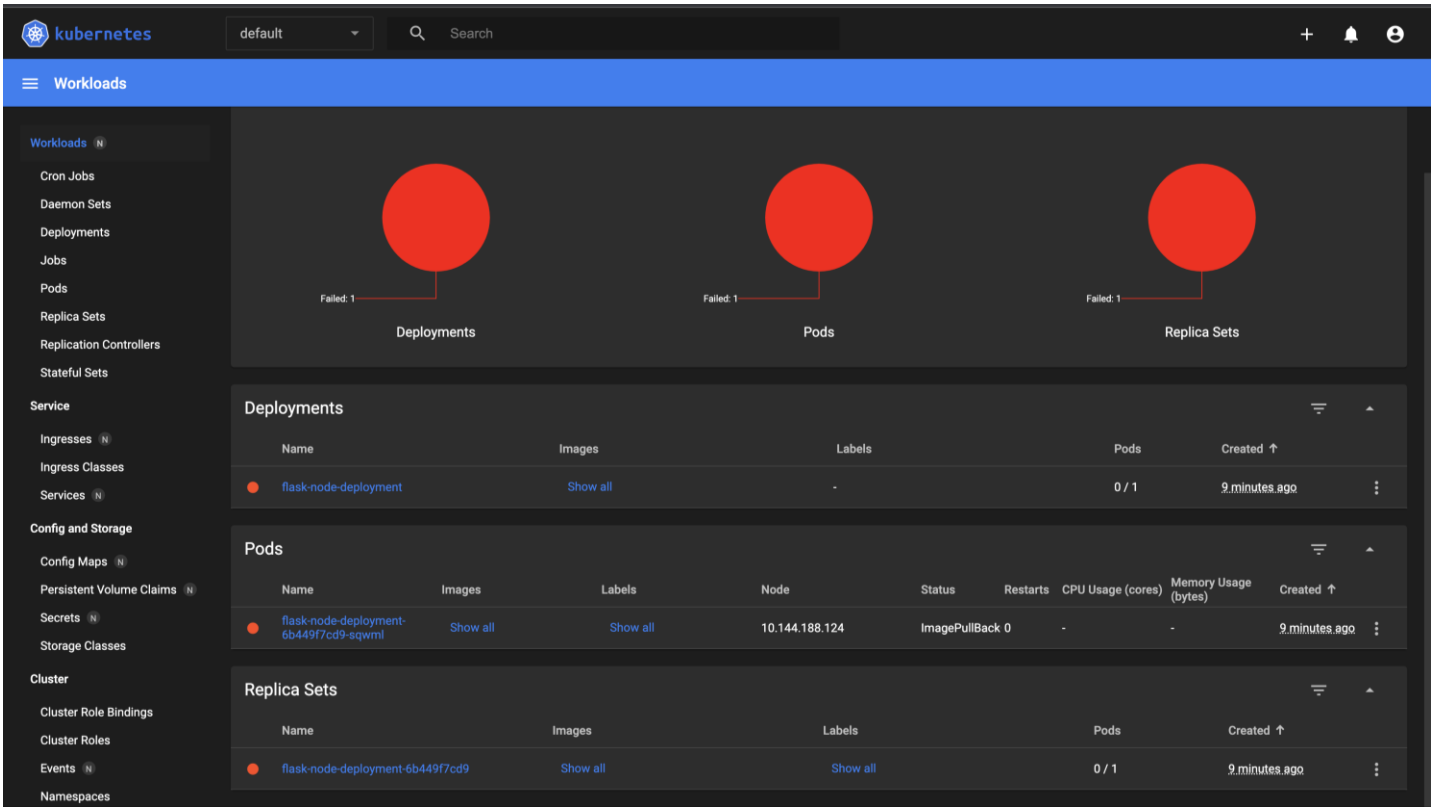 kubernetes default Search
Workloads
Workloads N
Cron Jobs
Daemon Sets
Deployments
Jobs
Pods
Replica Sets
Replication Controllers
Stateful Sets
Service
Ingresses N
Ingress Classes
Services N
Config and Storage
Config Maps N
Persistent Volume Claims N
Secrets N
Storage Classes
Cluster
Cluster Role Bindings
Cluster Roles
Events N
Namespaces
Failed: 1 Failed: 1 Failed: 1
Deployments Pods Replica Sets
Deployments
Name Images Labels Pods Created
flask-node-deployment Show all - 0 / 1 9 minutes ago
Pods
Name Images Labels Node Status Restarts CPU Usage (cores) Memory Usage (bytes) Created
flask-node-deployment-
6b449f7cd9-sqwml Show all Show all 10.144.188.124 ImagePullBack 0 - - 9 minutes ago
Replica Sets
Name Images Labels Pods Created
flask-node-deployment-6b449f7cd9 Show all Show all 0 / 1 9 minutes ago